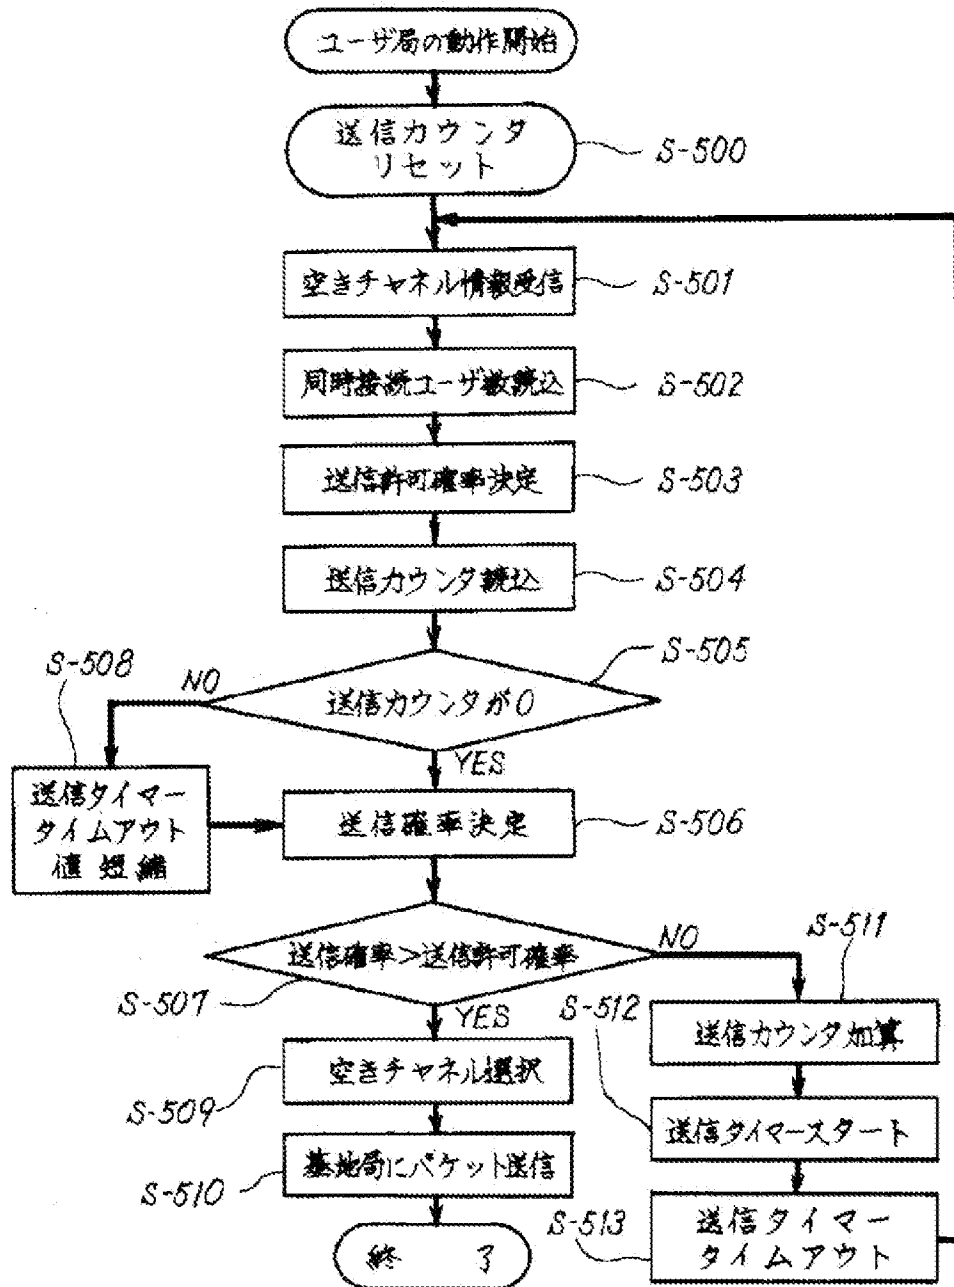 ユーザ局の動作開始
送信カウンタ
リセット
S-500
空きチャネル情報受信
S-501
同時接続ユーザ数読込
S-502
送信許可確率決定
S-503
送信カウンタ読込
S-504
S-505
送信カウンタが0
NO
YES
S-508
送信タイマー
タイムアウト
値短縮
送信確率決定
S-506
送信確率>送信許可確率
S-507
NO
YES
空きチャネル選択
S-509
基地局にパケット送信
S-510
終了
S-511
送信カウンタ加算
S-512
送信タイマースタート
S-513
送信タイマー
タイムアウト